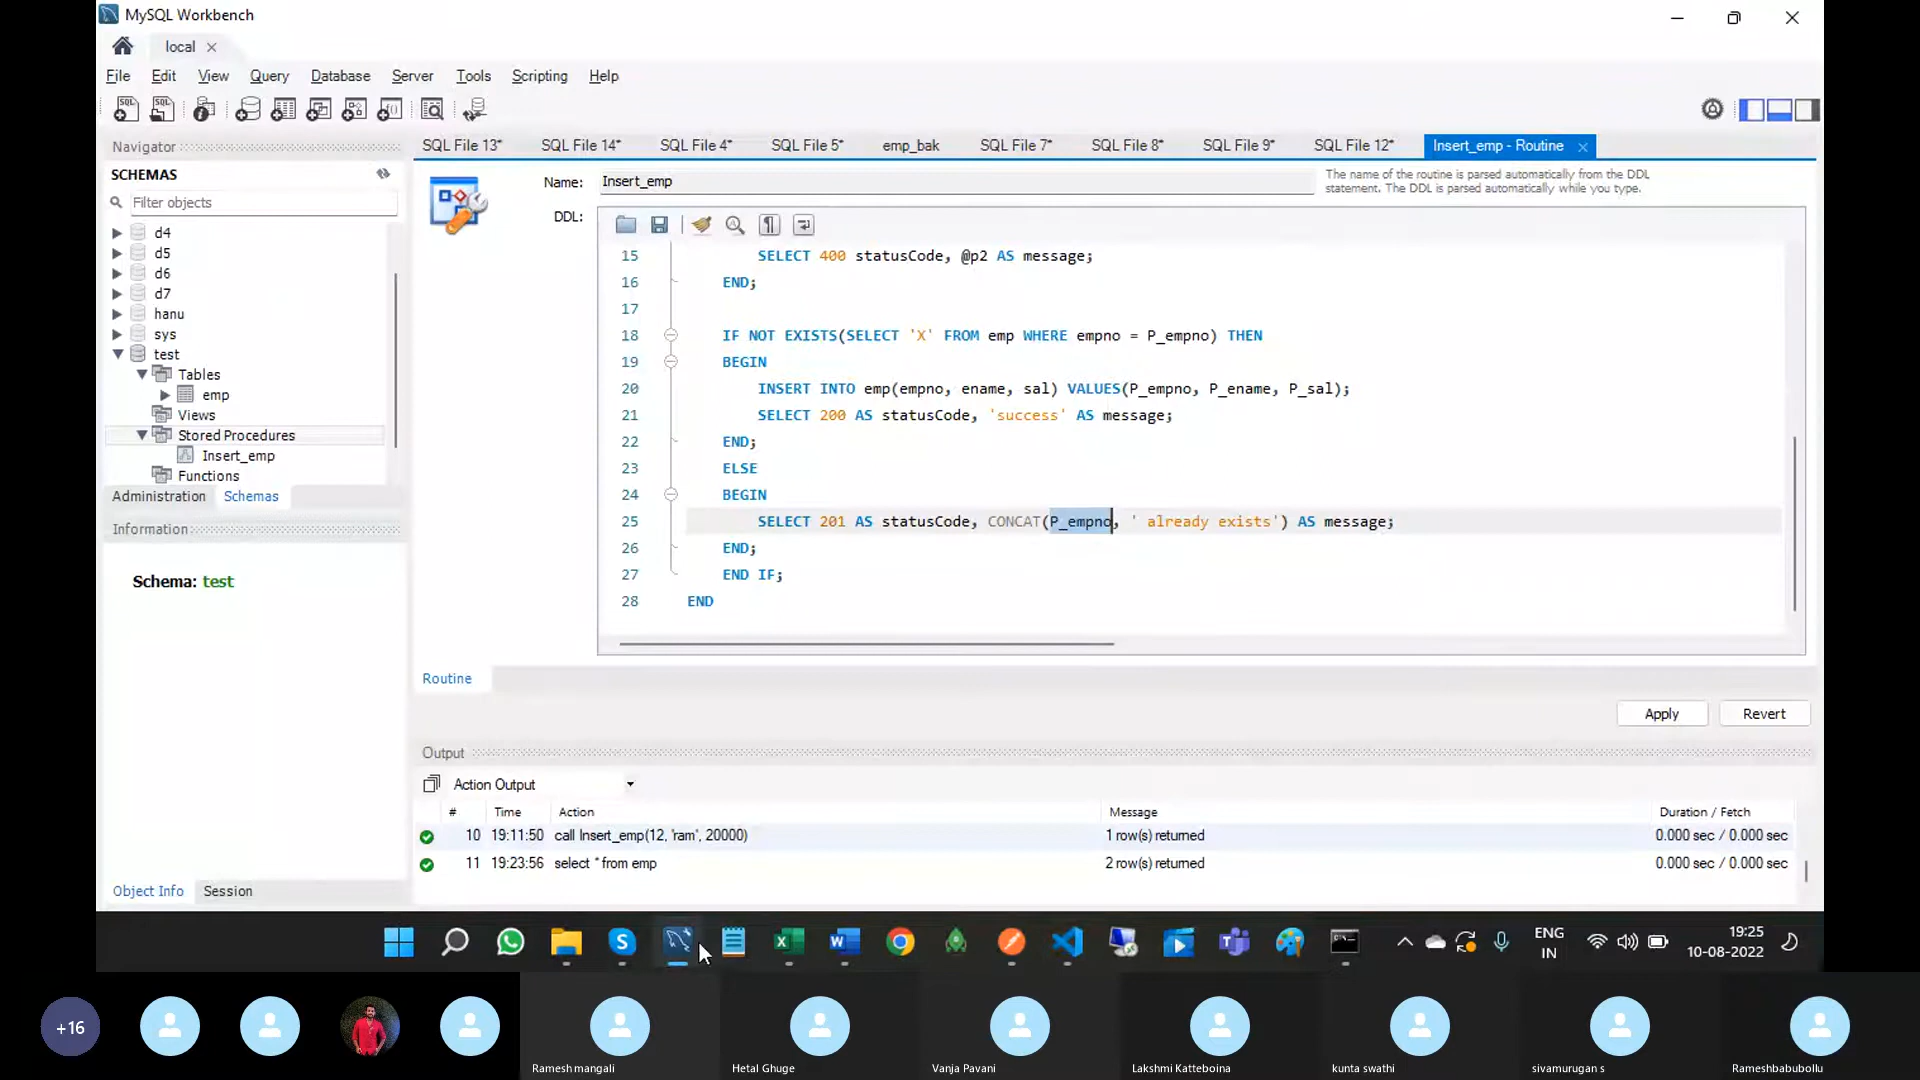 MySQL Workbench
local
File Edit View Query Database Server Tools Scripting Help
Navigator
SCHEMAS
Filter objects
d4
d5
d6
d7
hanu
sys
test
Tables
emp
Views
Stored Procedures
Insert_emp
Functions
Administration Schemas
Information
Schema: test
Object Info Session
SQL File 13* SQL File 14* SQL File 4* SQL File 5* emp_bak SQL File 7* SQL File 8* SQL File 9* SQL File 12* Insert_emp - Routine
Name: Insert_emp
The name of the routine is parsed automatically from the DDL
statement. The DDL is parsed automatically while you type.
DDL:
15 SELECT 400 statusCode, @p2 AS message;
16 END;
17
18 IF NOT EXISTS(SELECT 'X' FROM emp WHERE empno = P_empno) THEN
19 BEGIN
20 INSERT INTO emp(empno, ename, sal) VALUES(P_empno, P_ename, P_sal);
21 SELECT 200 AS statusCode, 'success' AS message;
22 END;
23 ELSE
24 BEGIN
25 SELECT 201 AS statusCode, CONCAT(P_empno, ' already exists') AS message;
26 END;
27 END IF;
28 END
Routine
Apply Revert
Output
Action Output
# Time Action Message Duration / Fetch
10 19:11:50 call Insert_emp(12, 'ram', 20000) 1 row(s) returned 0.000 sec / 0.000 sec
11 19:23:56 select * from emp 2 row(s) returned 0.000 sec / 0.000 sec
ENG
IN
19:25
10-08-2022
+16
Ramesh mangali
Hetal Ghuge
Vanja Pavani
Lakshmi Katteboina
kunta swathi
sivamurugan s
Rameshbabubollu